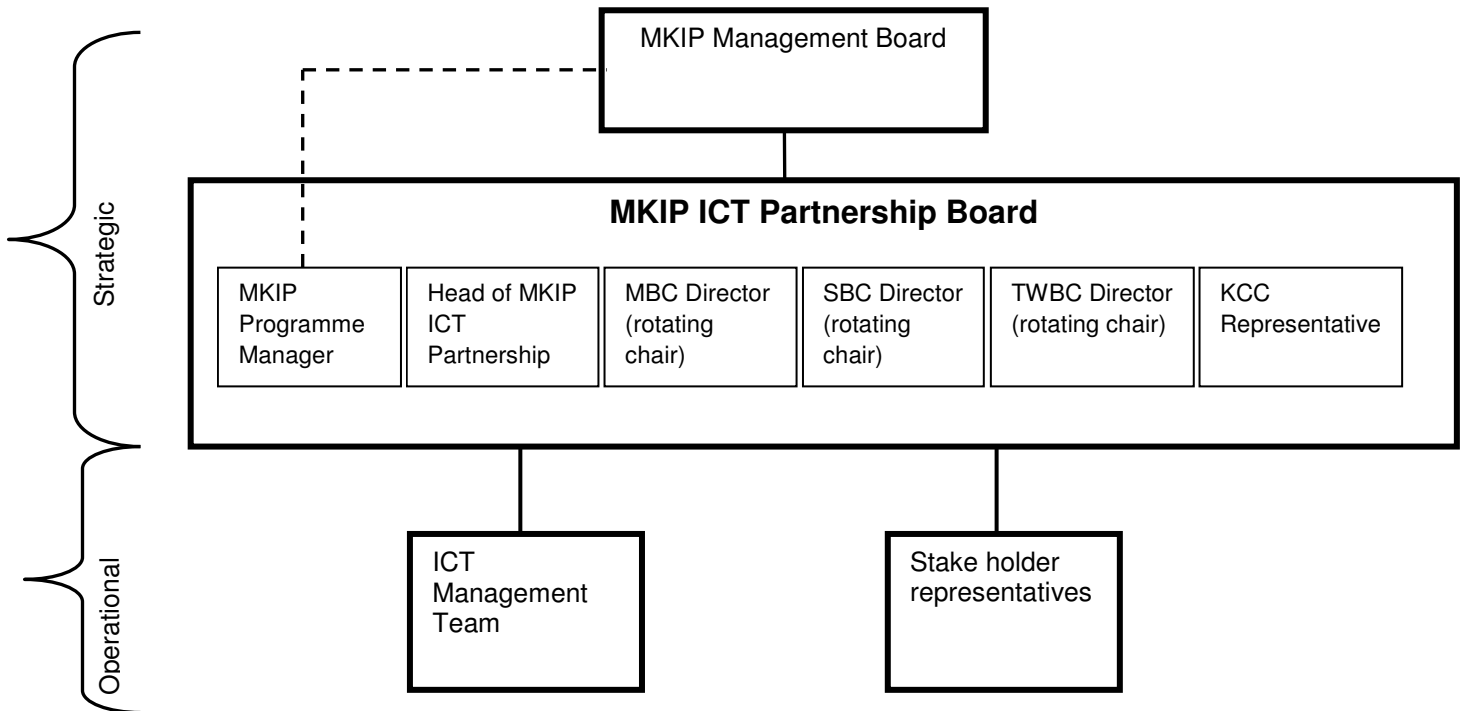 MKIP Management Board
Strategic
MKIP ICT Partnership Board
MKIP
Programme
Manager
Head of MKIP
ICT
Partnership
MBC Director
(rotating
chair)
SBC Director
(rotating
chair)
TWBC Director
(rotating chair)
KCC
Representative
Operational
ICT
Management
Team
Stake holder
representatives